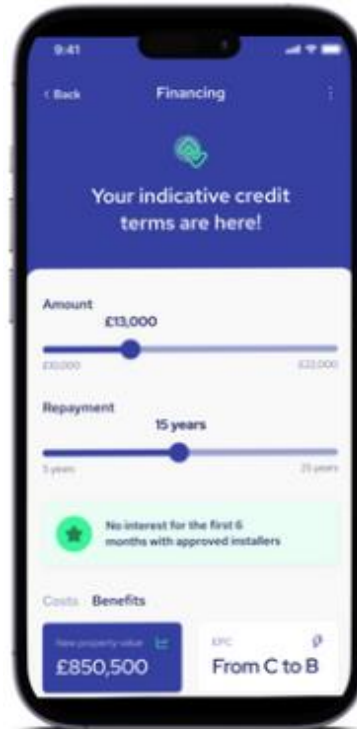 9:41
< Back Financing
Your indicative credit
terms are here!
Amount
£13,000
£10,000 £22,000
Repayment
15 years
5 years 25 years
No interest for the first 6
months with approved installers
Costs Benefits
New property value EPC
£850,500 From C to B